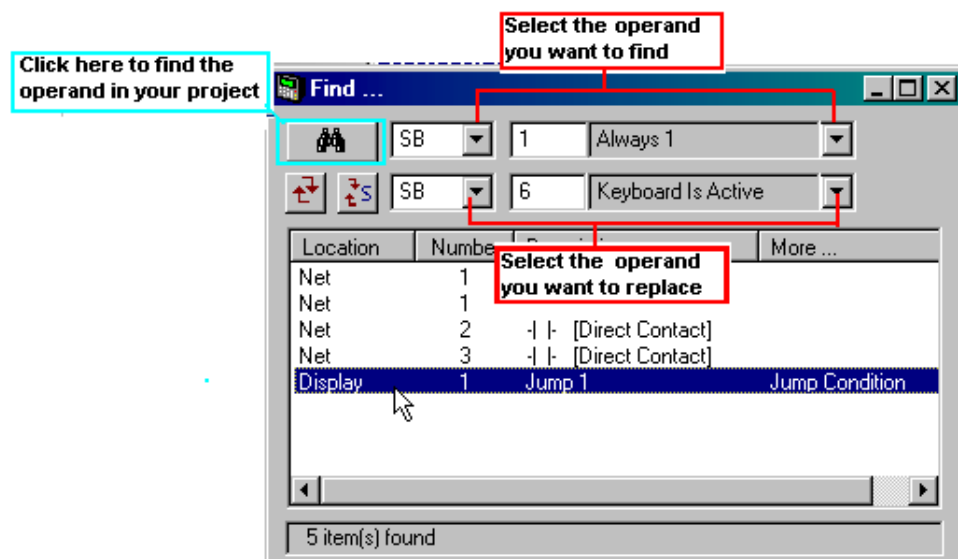 Select the operand
you want to find
Click here to find the
operand in your project
Find ...
SB 1 Always 1
S SB 6 Keyboard Is Active
Location Numbe More ...
Select the operand
you want to replace
Net 1
Net 1
Net 2 -| |- [Direct Contact]
Net 3 -| |- [Direct Contact]
Display 1 Jump 1 Jump Condition
5 item(s) found